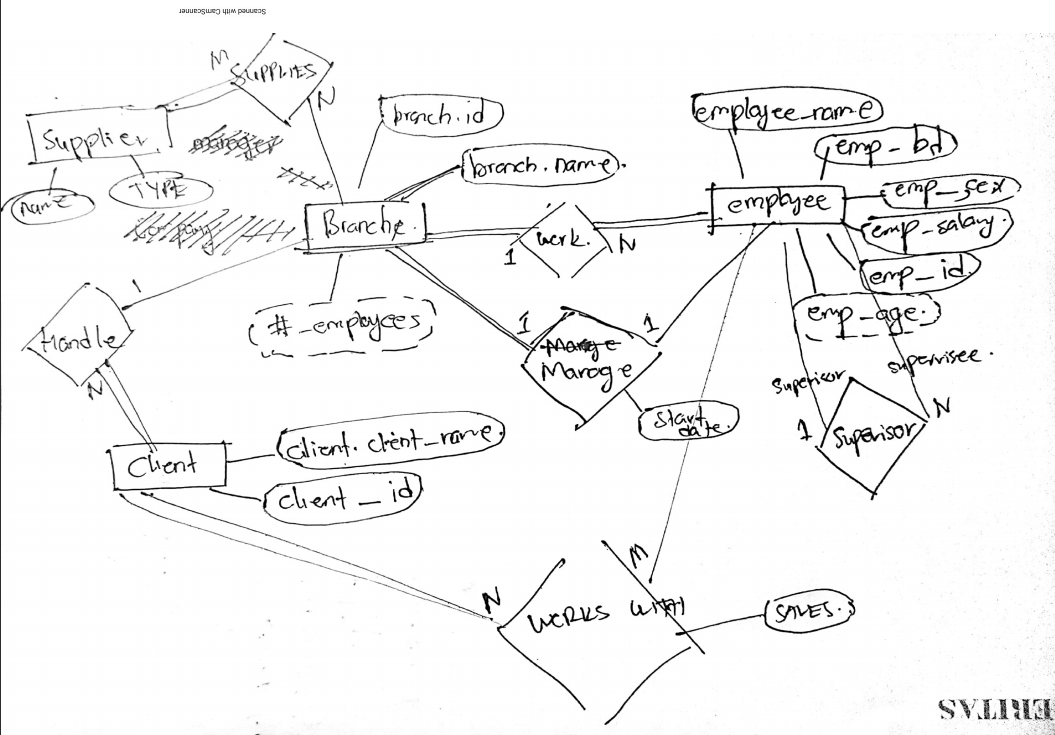 Scanned with CamScanner
M
SUPPLIES
N
Supplier.
name
TYPE
manager
company
branch.id
branch.name.
Branche.
#_employees
1
work.
N
employee_name
emp_bd
employee
emp_sex
emp_salary.
emp_id.
emp_age.
supervisor
supervisee.
1
Supervisor
N
1
Handle
N
1
1
Manage
Manage
Start
date.
Client
client. client_name.
client_id
N
M
WORKS WITH
SALES.
ERITAS